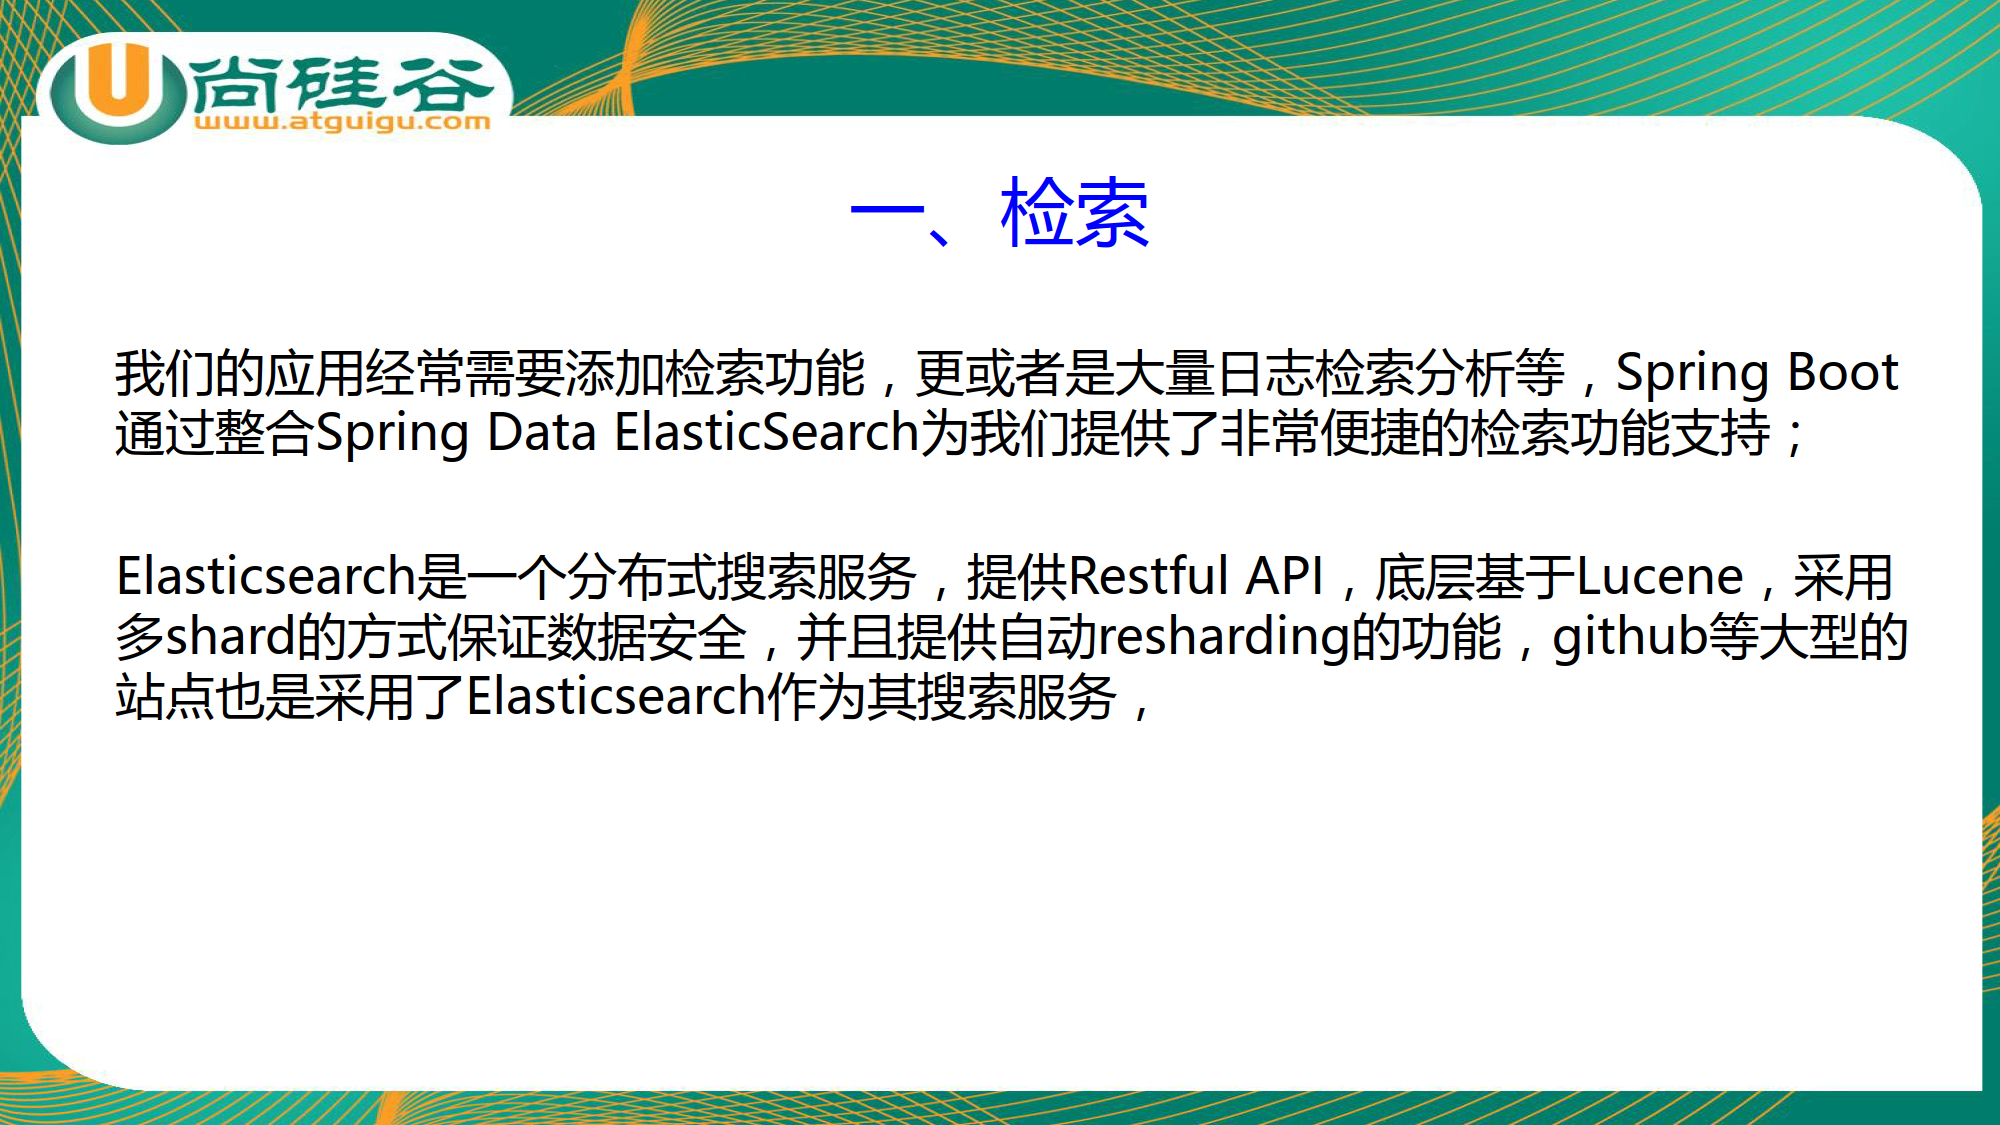 尚硅谷
www.atguigu.com
一、检索
我们的应用经常需要添加检索功能，更或者是大量日志检索分析等，Spring Boot
通过整合Spring Data ElasticSearch为我们提供了非常便捷的检索功能支持；
Elasticsearch是一个分布式搜索服务，提供Restful API，底层基于Lucene，采用
多shard的方式保证数据安全，并且提供自动resharding的功能，github等大型的
站点也是采用了Elasticsearch作为其搜索服务，